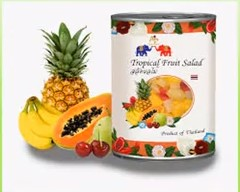 Tropical Fruit Salad
Product of Thailand